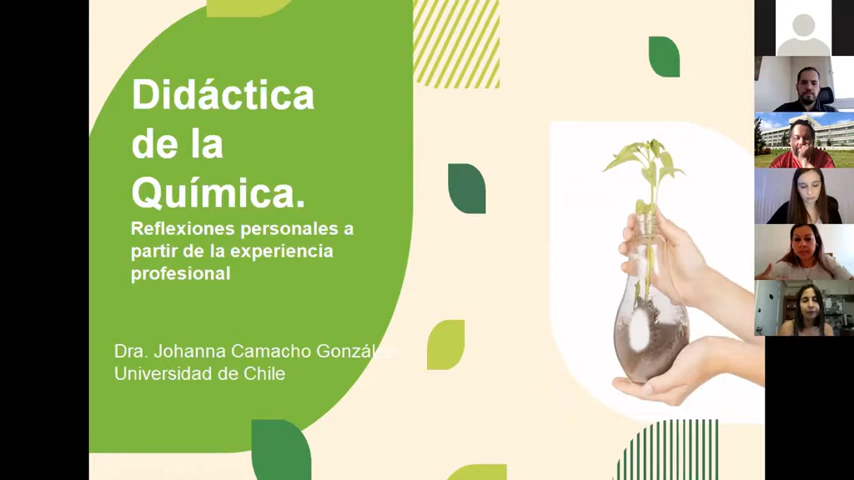 Didáctica
de la
Química.
Reflexiones personales a
partir de la experiencia
profesional
Dra. Johanna Camacho González
Universidad de Chile